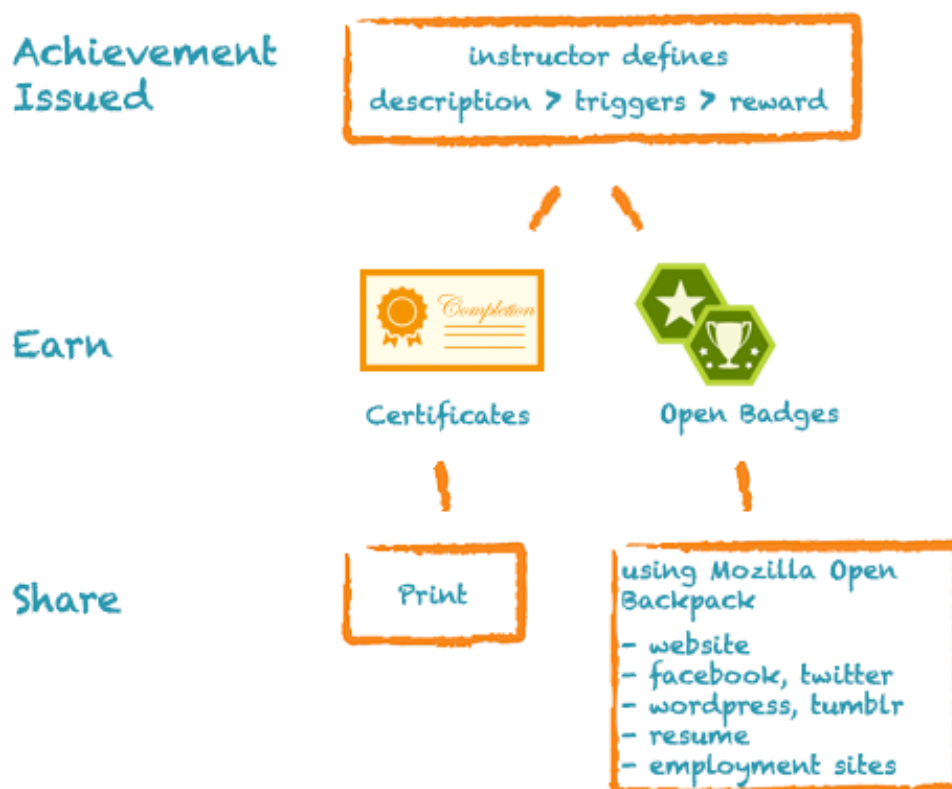 Achievement
Issued
instructor defines
description > triggers > reward
Earn
Completion
Certificates
Open Badges
Share
Print
using Mozilla Open
Backpack
- website
- facebook, twitter
- wordpress, tumblr
- resume
- employment sites